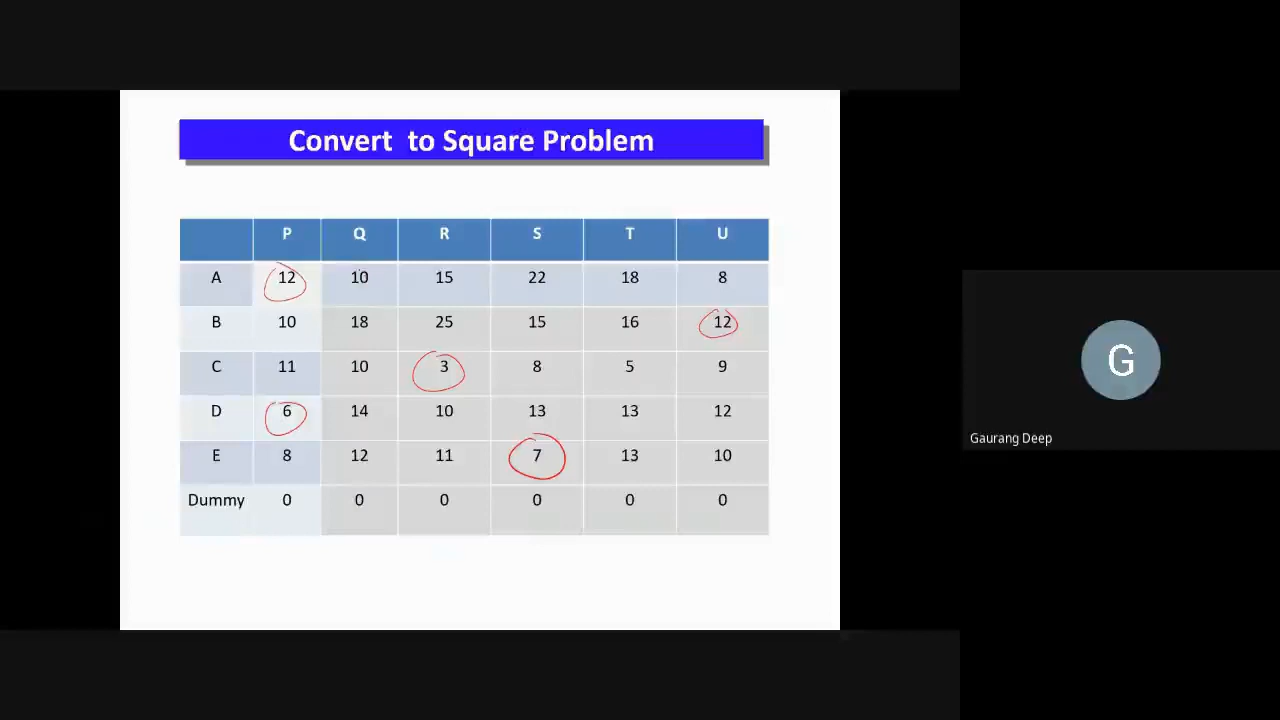 Convert to Square Problem
P Q R S T U
A 12 10 15 22 18 8
B 10 18 25 15 16 12
C 11 10 3 8 5 9
D 6 14 10 13 13 12
E 8 12 11 7 13 10
Dummy 0 0 0 0 0 0
G
Gaurang Deep